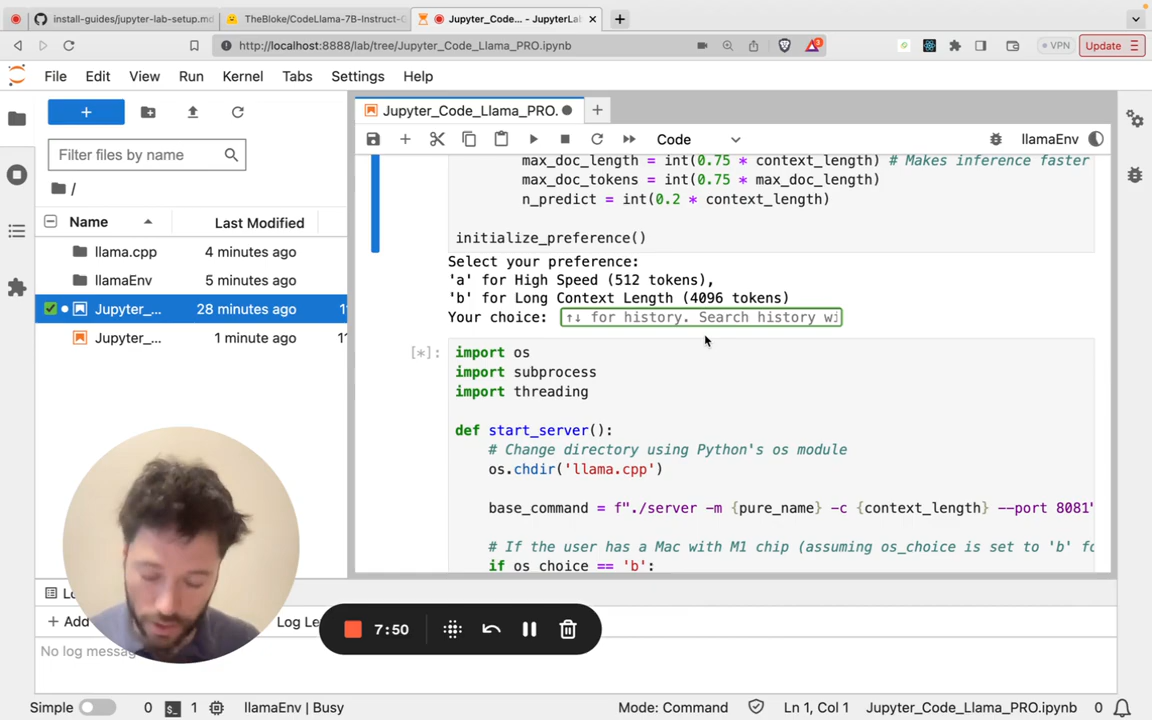 install-guides/jupyter-lab-setup.md
TheBloke/CodeLlama-7B-Instruct-
Jupyter_Code... - JupyterLab
http://localhost:8888/lab/tree/Jupyter_Code_Llama_PRO.ipynb
3
VPN
Update
File Edit View Run Kernel Tabs Settings Help
Jupyter_Code_Llama_PRO.
Code
llamaEnv
Filter files by name
/
Name
Last Modified
llama.cpp 4 minutes ago
llamaEnv 5 minutes ago
Jupyter_... 28 minutes ago
Jupyter_... 1 minute ago
max_doc_length = int(0.75 * context_length) # Makes inference faster
max_doc_tokens = int(0.75 * max_doc_length)
n_predict = int(0.2 * context_length)
initialize_preference()
Select your preference:
'a' for High Speed (512 tokens),
'b' for Long Context Length (4096 tokens)
Your choice: ↑↓ for history. Search history wi
[*]:
import os
import subprocess
import threading
def start_server():
# Change directory using Python's os module
os.chdir('llama.cpp')
base_command = f"./server -m {pure_name} -c {context_length} --port 8081"
# If the user has a Mac with M1 chip (assuming os_choice is set to 'b' fo
if os_choice == 'b':
Lo
+ Add
Log Le
No log messag
7:50
Simple 0 1 llamaEnv | Busy
Mode: Command Ln 1, Col 1 Jupyter_Code_Llama_PRO.ipynb 0